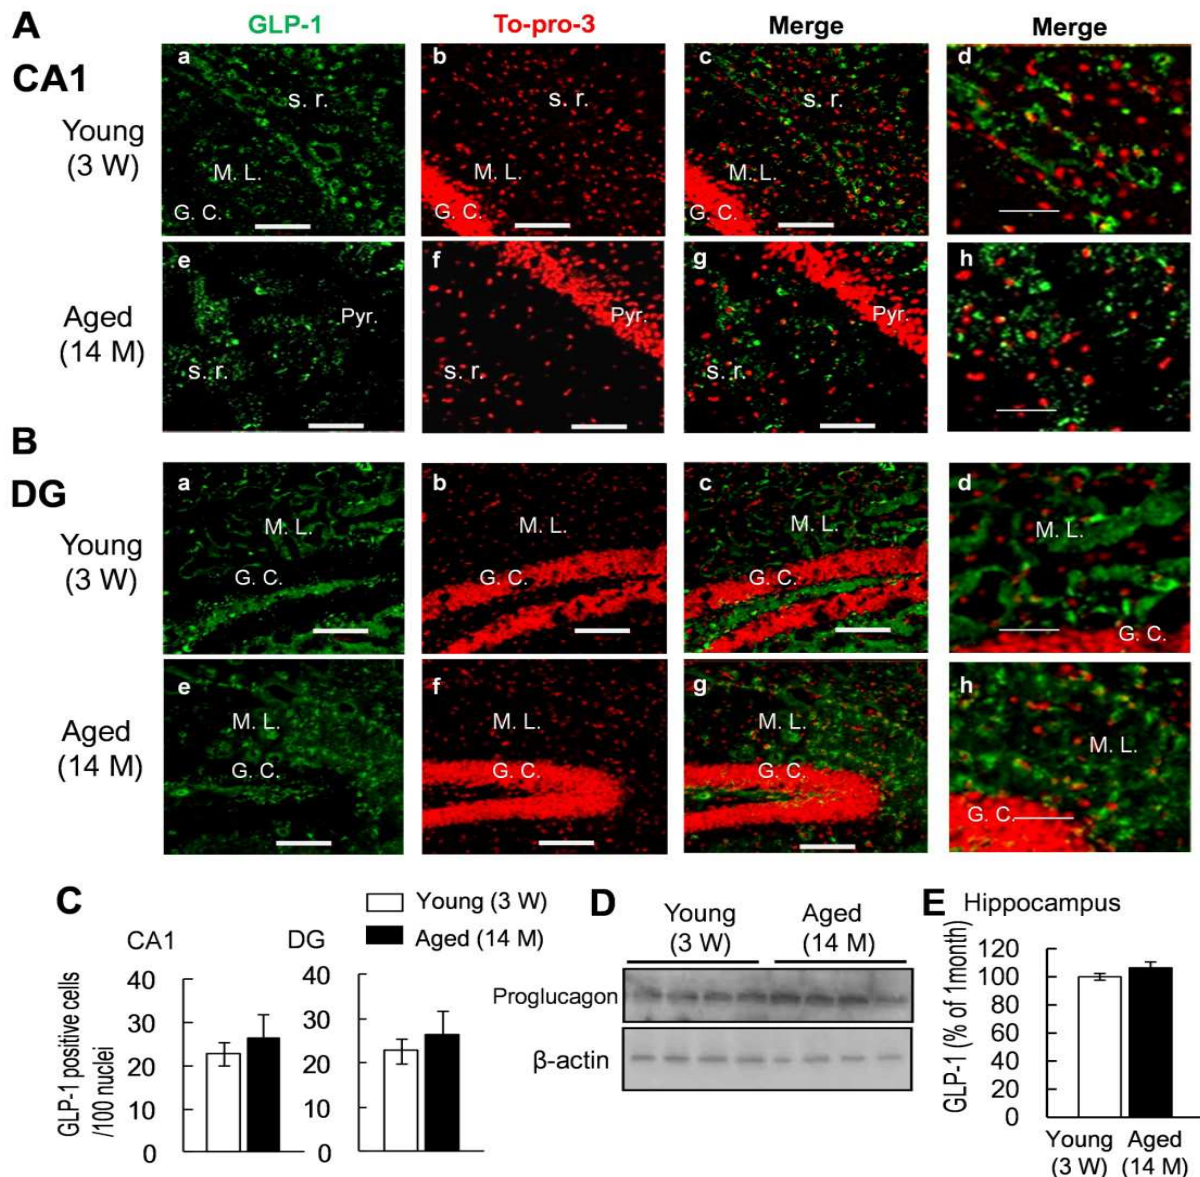 A
GLP-1 To-pro-3 Merge Merge
CA1
a b c d
Young
(3 W)
s. r. s. r. s. r.
M. L. M. L. M. L.
G. C. G. C. G. C.
e f g h
Aged
(14 M)
Pyr. Pyr. Pyr.
s. r. s. r. s. r.
B
DG
a b c d
Young
(3 W)
M. L. M. L. M. L. M. L.
G. C. G. C. G. C. G. C.
e f g h
Aged
(14 M)
M. L. M. L. M. L. M. L.
G. C. G. C. G. C. G. C.
C
Young (3 W)
Aged (14 M)
CA1 DG
GLP-1 positive cells
/100 nuclei
40
30
20
10
0
40
30
20
10
0
D
Young
(3 W)
Aged
(14 M)
Proglucagon
β-actin
E Hippocampus
GLP-1 (% of 1month)
120
100
80
60
40
20
0
Young Aged
(3 W) (14 M)